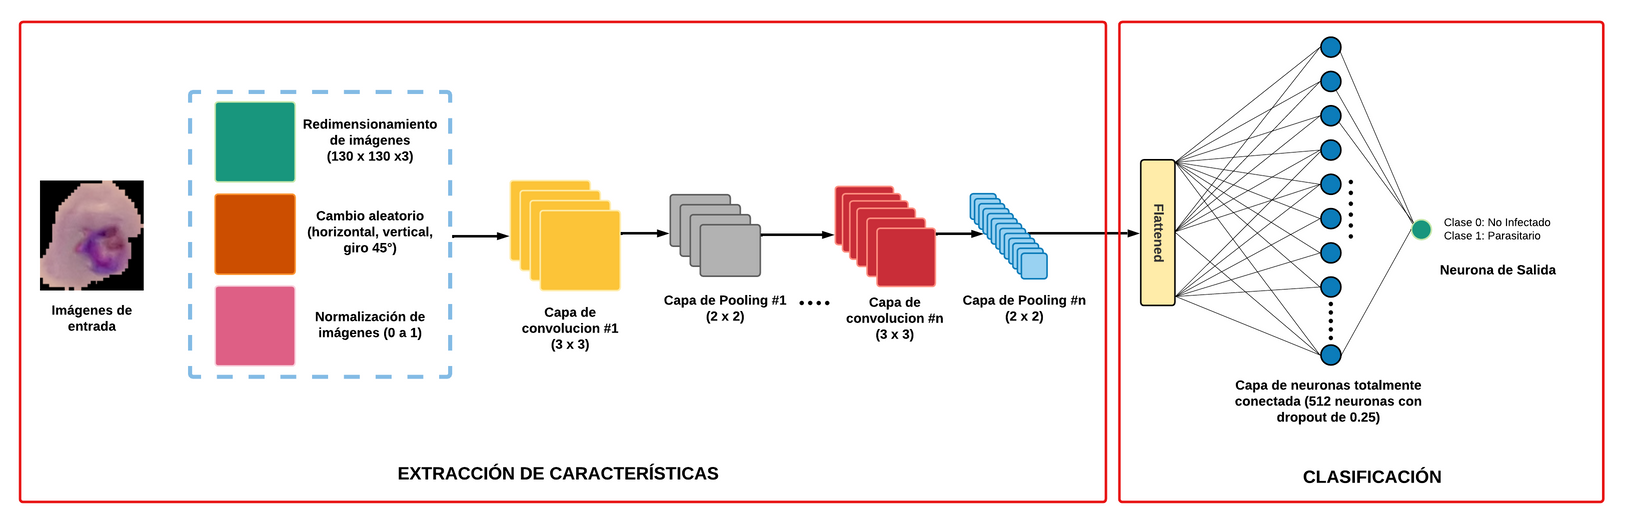 Imágenes de
entrada
Redimensionamiento
de imágenes
(130 x 130 x3)
Cambio aleatorio
(horizontal, vertical,
giro 45°)
Normalización de
imágenes (0 a 1)
Capa de
convolucion #1
(3 x 3)
Capa de Pooling #1
(2 x 2)
Capa de
convolucion #n
(3 x 3)
Capa de Pooling #n
(2 x 2)
EXTRACCIÓN DE CARACTERÍSTICAS
Flattened
Capa de neuronas totalmente
conectada (512 neuronas con
dropout de 0.25)
Clase 0: No Infectado
Clase 1: Parasitario
Neurona de Salida
CLASIFICACIÓN